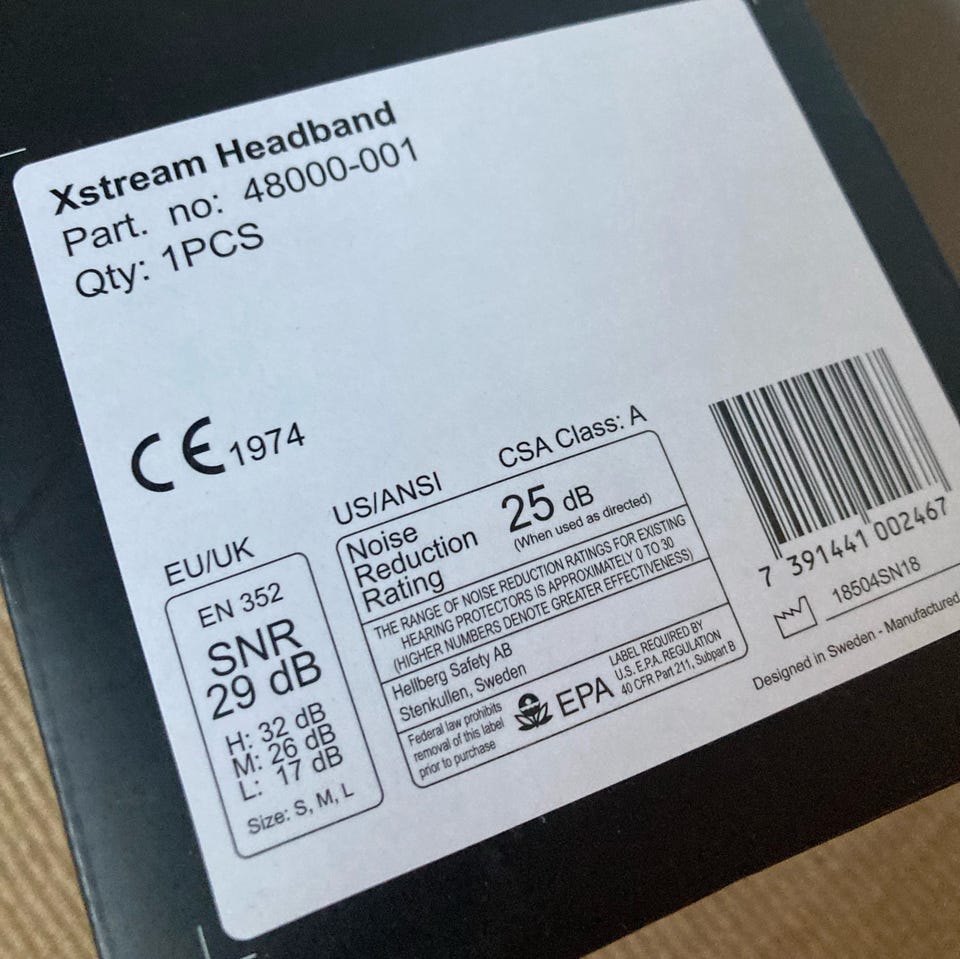 Xstream Headband
Part. no: 48000-001
Qty: 1PCS
CE 1974
EU/UK
EN 352
SNR
29 dB
H: 32 dB
M: 26 dB
L: 17 dB
Size: S, M, L
US/ANSI
CSA Class: A
Noise
Reduction
Rating
25 dB
(When used as directed)
THE RANGE OF NOISE REDUCTION RATINGS FOR EXISTING
HEARING PROTECTORS IS APPROXIMATELY 0 TO 30
(HIGHER NUMBERS DENOTE GREATER EFFECTIVENESS)
Hellberg Safety AB
Stenkullen, Sweden
Federal law prohibits
removal of this label
prior to purchase
EPA
LABEL REQUIRED BY
U.S. E.P.A. REGULATION
40 CFR Part 211, Subpart B
7 391441 002467
18504SN18
Designed in Sweden - Manufactured